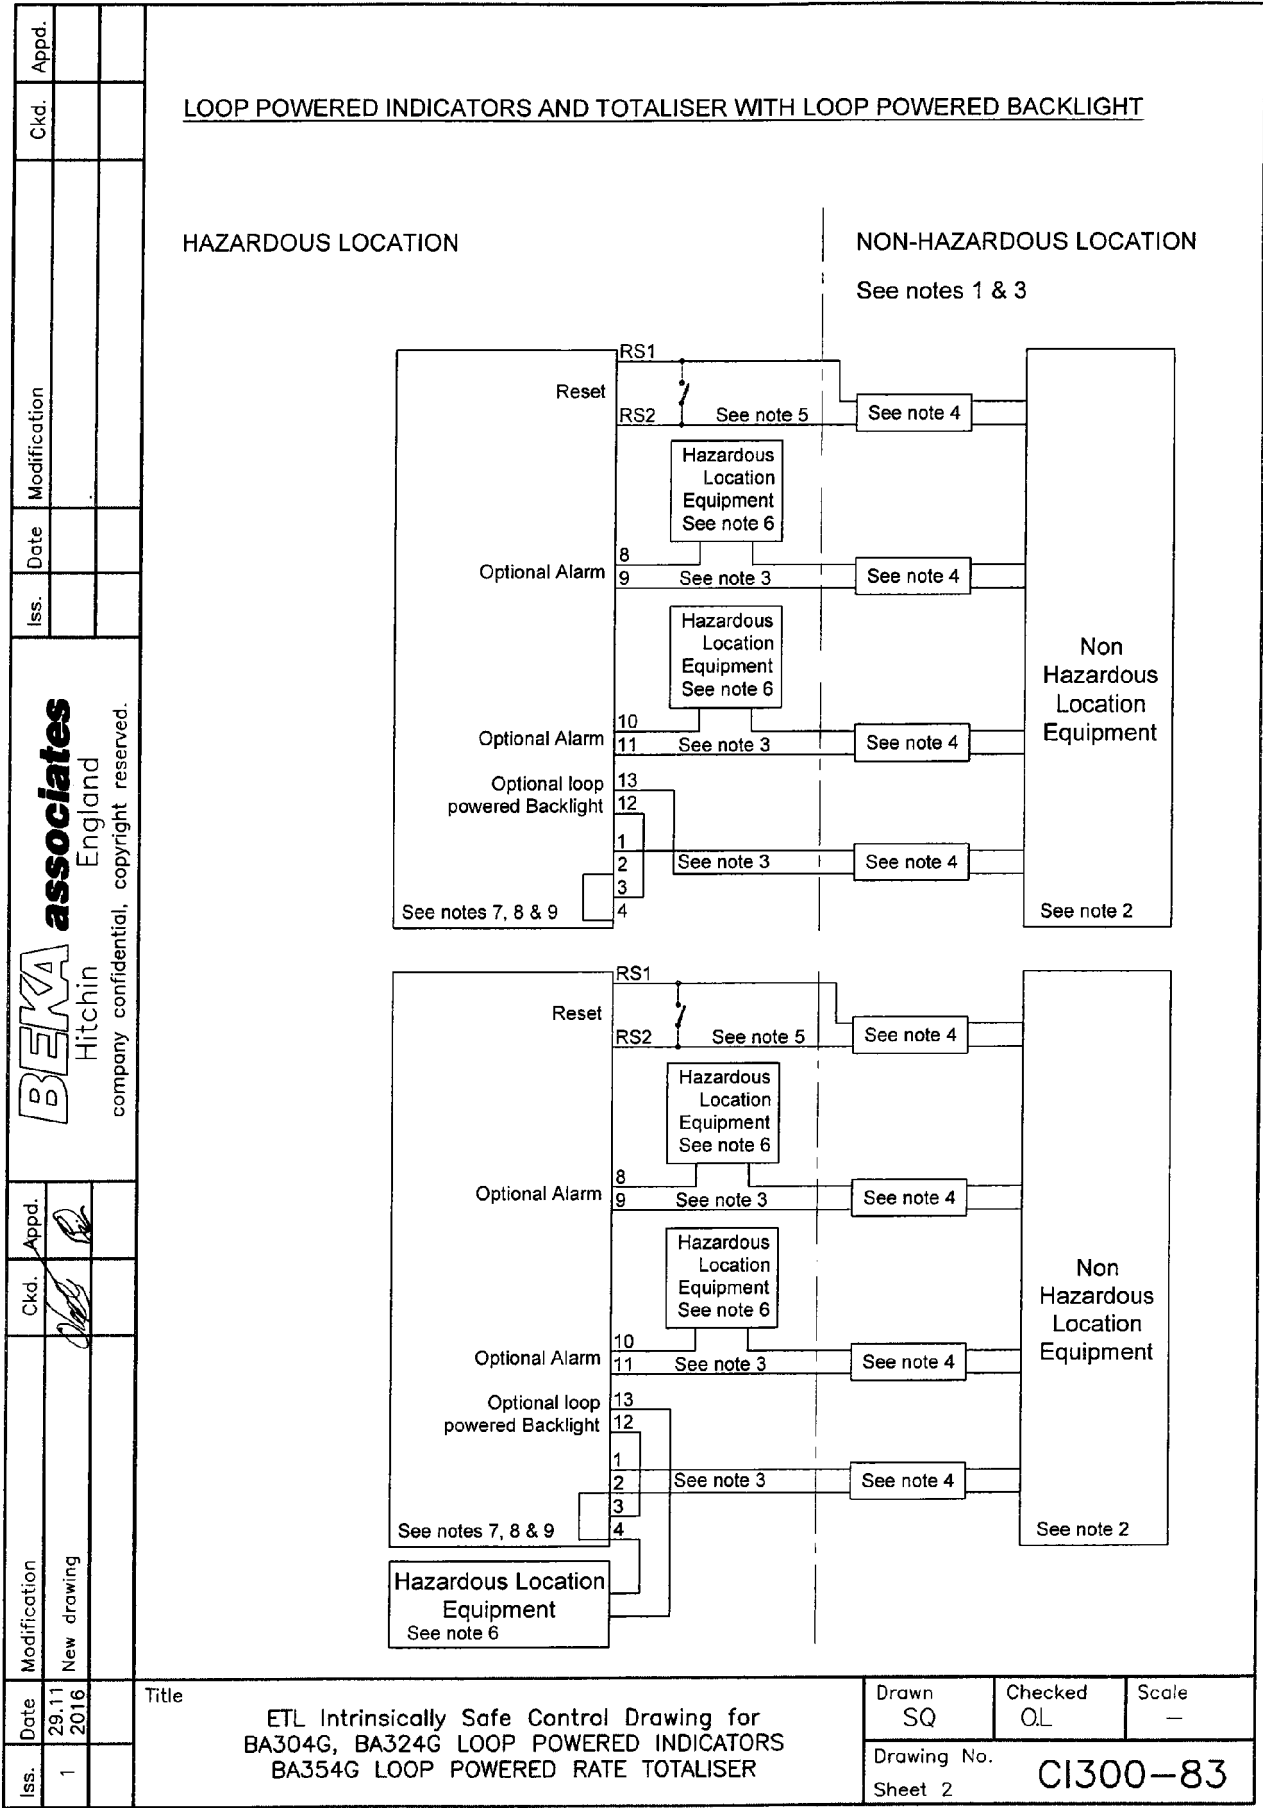 LOOP POWERED INDICATORS AND TOTALISER WITH LOOP POWERED BACKLIGHT
HAZARDOUS LOCATION
NON-HAZARDOUS LOCATION
See notes 1 & 3
RS1
Reset
RS2
See note 5
See note 4
Hazardous
Location
Equipment
See note 6
8
Optional Alarm
9
See note 3
See note 4
Hazardous
Location
Equipment
See note 6
10
Optional Alarm
11
See note 3
See note 4
Optional loop
powered Backlight
13
12
1
2
3
4
See note 3
See note 4
See notes 7, 8 & 9
Non
Hazardous
Location
Equipment
See note 2
RS1
Reset
RS2
See note 5
See note 4
Hazardous
Location
Equipment
See note 6
8
Optional Alarm
9
See note 3
See note 4
Hazardous
Location
Equipment
See note 6
10
Optional Alarm
11
See note 3
See note 4
Optional loop
powered Backlight
13
12
1
2
3
4
See note 3
See note 4
See notes 7, 8 & 9
Non
Hazardous
Location
Equipment
See note 2
Hazardous Location
Equipment
See note 6
Iss. Date Modification Ckd. Appd.
BEKA associates
Hitchin England
company confidential, copyright reserved.
Iss. Date Modification Ckd. Appd.
1 29.11 2016 New drawing
Title
ETL Intrinsically Safe Control Drawing for
BA304G, BA324G LOOP POWERED INDICATORS
BA354G LOOP POWERED RATE TOTALISER
Drawn
SQ
Checked
O.L
Scale
—
Drawing No.
CI300-83
Sheet 2